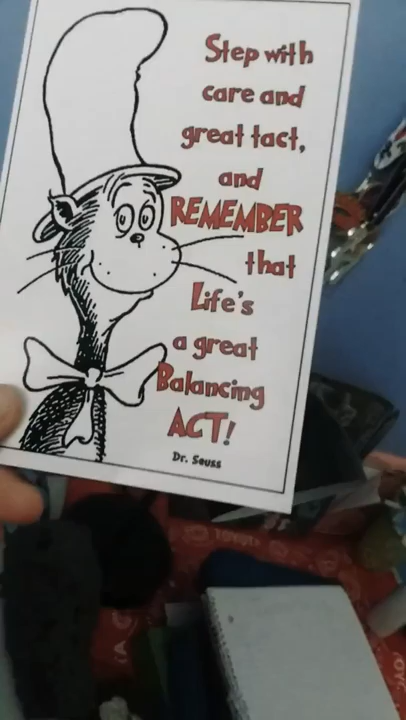 Step with
care and
great tact,
and
REMEMBER
that
Life's
a great
Balancing
ACT!
Dr. Seuss